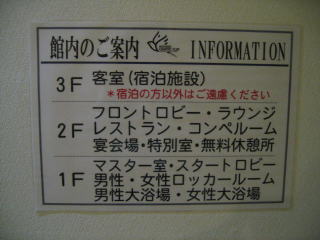 館内のご案内 INFORMATION
3F 客室(宿泊施設)
*宿泊の方以外はご遠慮ください
フロントロビー・ラウンジ
2F レストラン・コンペルーム
宴会場・特別室・無料休憩所
マスター室・スタートロビー
1F 男性・女性ロッカールーム
男性大浴場・女性大浴場